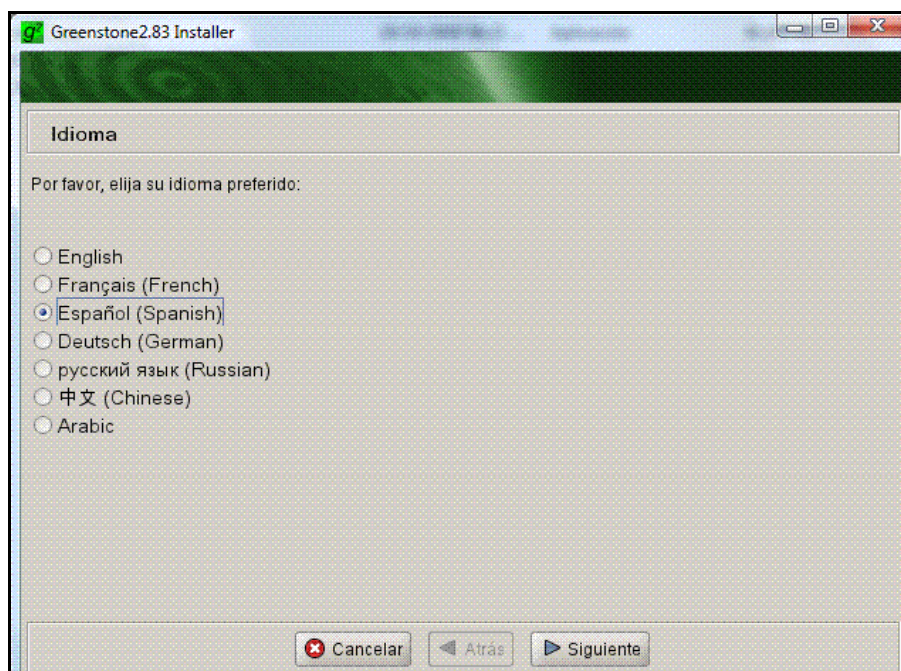 Greenstone2.83 Installer
Idioma
Por favor, elija su idioma preferido:
English
Français (French)
Español (Spanish)
Deutsch (German)
русский язык (Russian)
中文 (Chinese)
Arabic
Cancelar Atrás Siguiente